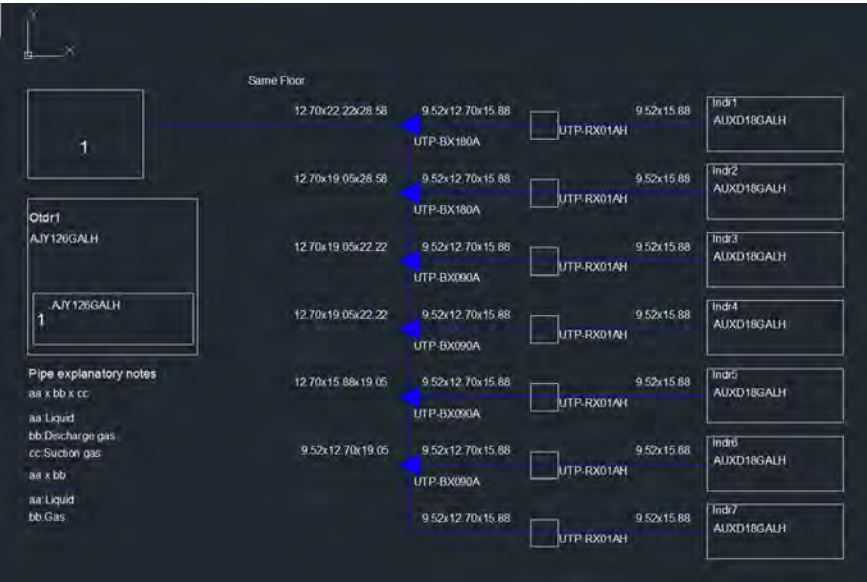 Y
X
Same Floor
1
12.70x22.22x28.58 9.52x12.70x15.88 9.52x15.88 Indr1
UTP-BX180A UTP-RX01AH AUXD18GALH
12.70x19.05x28.58 9.52x12.70x15.88 9.52x15.88 Indr2
UTP-BX180A UTP-RX01AH AUXD18GALH
Otdr1
AJY126GALH
12.70x19.05x22.22 9.52x12.70x15.88 9.52x15.88 Indr3
UTP-BX090A UTP-RX01AH AUXD18GALH
AJY126GALH
1
12.70x19.05x22.22 9.52x12.70x15.88 9.52x15.88 Indr4
UTP-BX090A UTP-RX01AH AUXD18GALH
Pipe explanatory notes
aa x bb x cc
aa:Liquid
bb:Discharge gas
cc:Suction gas
aa x bb
aa:Liquid
bb:Gas
12.70x15.88x19.05 9.52x12.70x15.88 9.52x15.88 Indr5
UTP-BX090A UTP-RX01AH AUXD18GALH
9.52x12.70x19.05 9.52x12.70x15.88 9.52x15.88 Indr6
UTP-BX090A UTP-RX01AH AUXD18GALH
9.52x12.70x15.88 9.52x15.88 Indr7
UTP-RX01AH AUXD18GALH